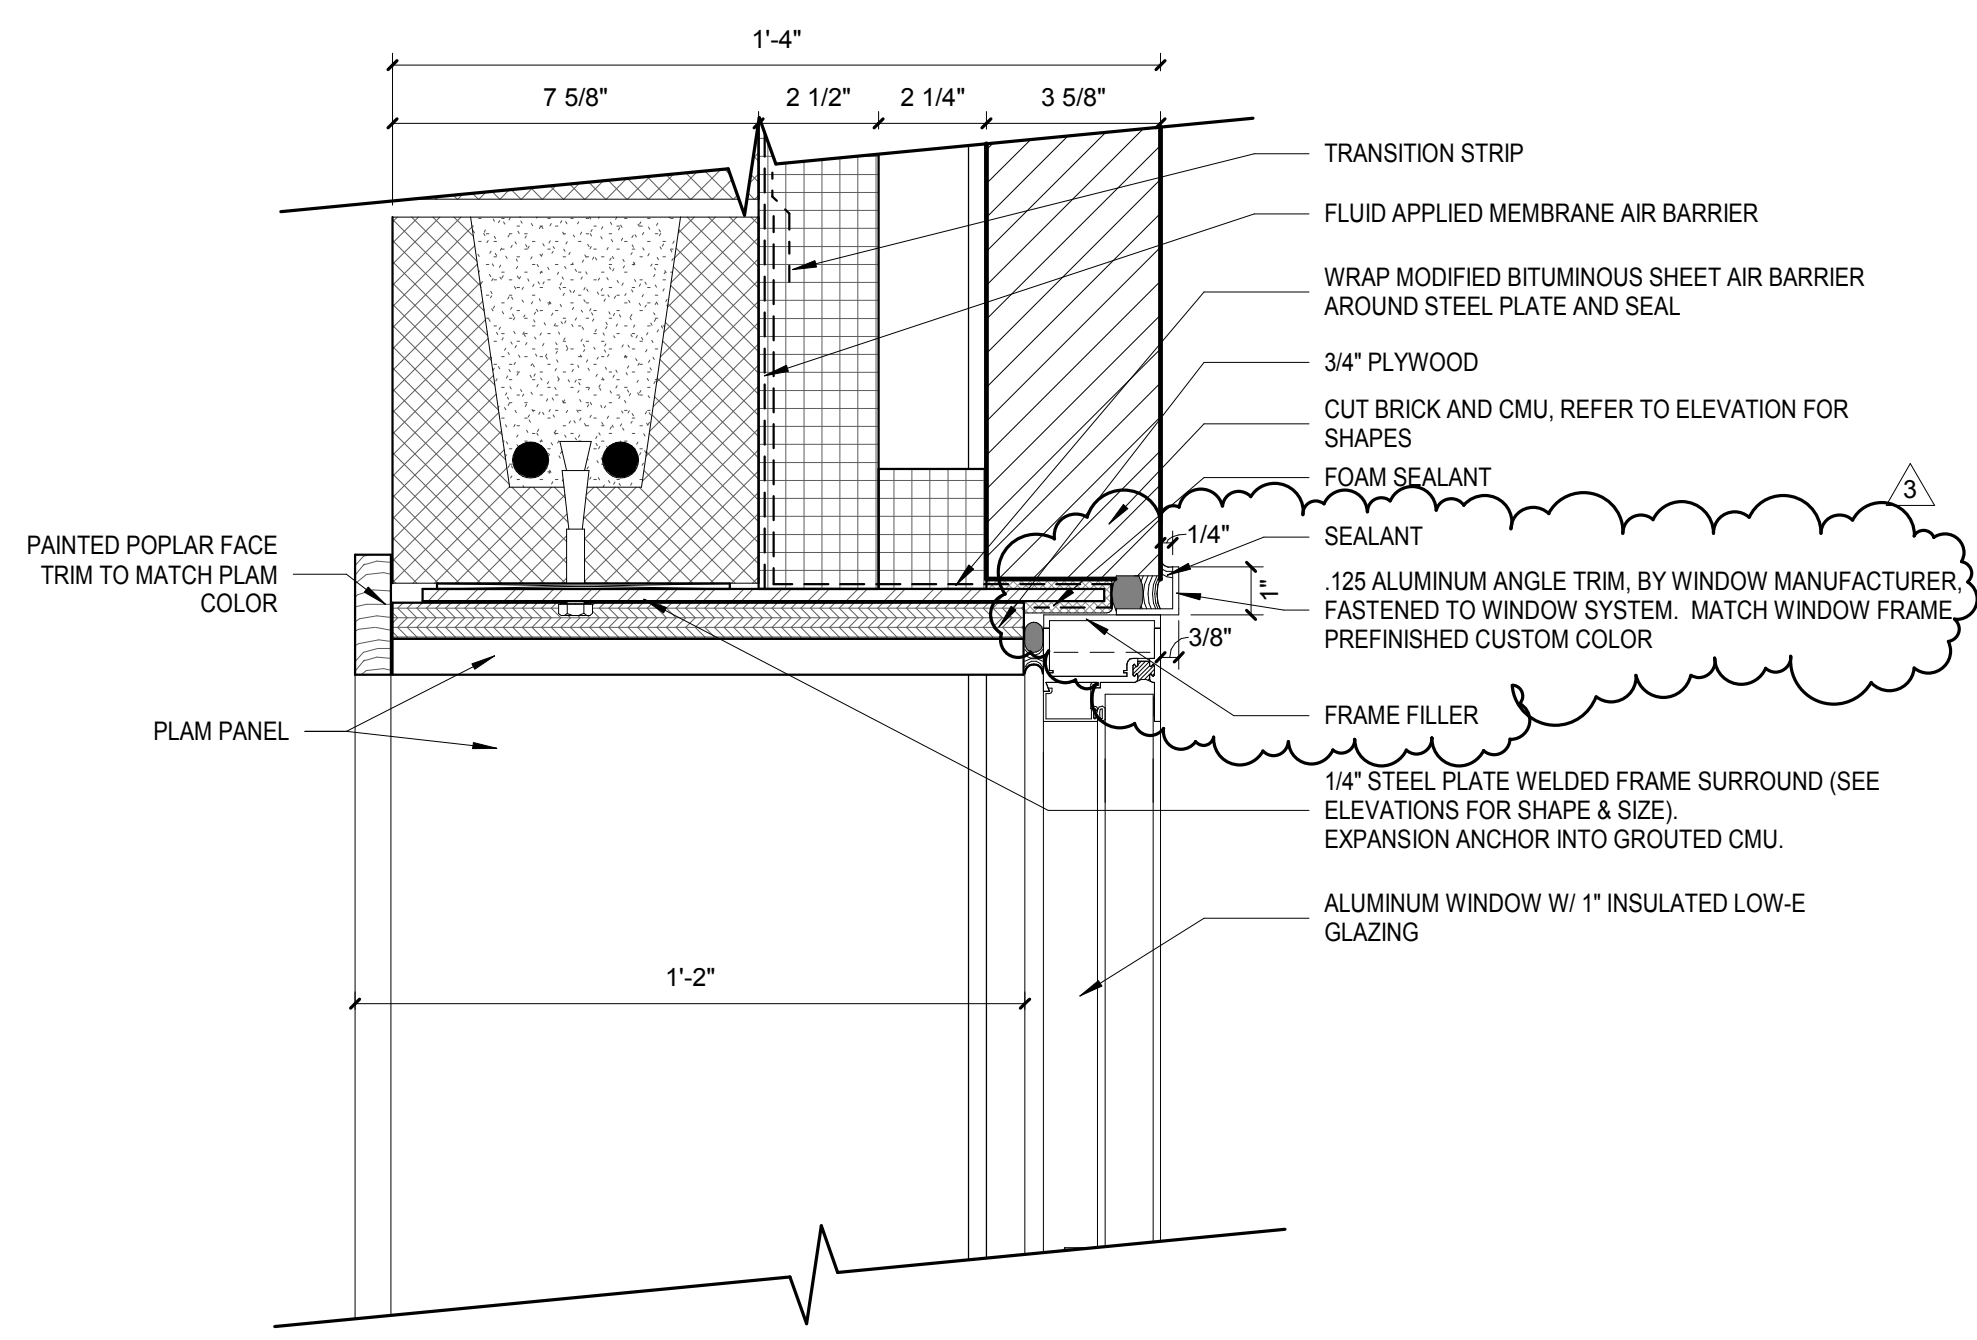 1'-4"
7 5/8"
2 1/2"
2 1/4"
3 5/8"
TRANSITION STRIP
FLUID APPLIED MEMBRANE AIR BARRIER
WRAP MODIFIED BITUMINOUS SHEET AIR BARRIER
AROUND STEEL PLATE AND SEAL
3/4" PLYWOOD
CUT BRICK AND CMU, REFER TO ELEVATION FOR
SHAPES
FOAM SEALANT
3
1/4"
SEALANT
1"
.125 ALUMINUM ANGLE TRIM, BY WINDOW MANUFACTURER,
FASTENED TO WINDOW SYSTEM.  MATCH WINDOW FRAME
PREFINISHED CUSTOM COLOR
3/8"
PAINTED POPLAR FACE
TRIM TO MATCH PLAM
COLOR
PLAM PANEL
FRAME FILLER
1/4" STEEL PLATE WELDED FRAME SURROUND (SEE
ELEVATIONS FOR SHAPE & SIZE).
EXPANSION ANCHOR INTO GROUTED CMU.
ALUMINUM WINDOW W/ 1" INSULATED LOW-E
GLAZING
1'-2"